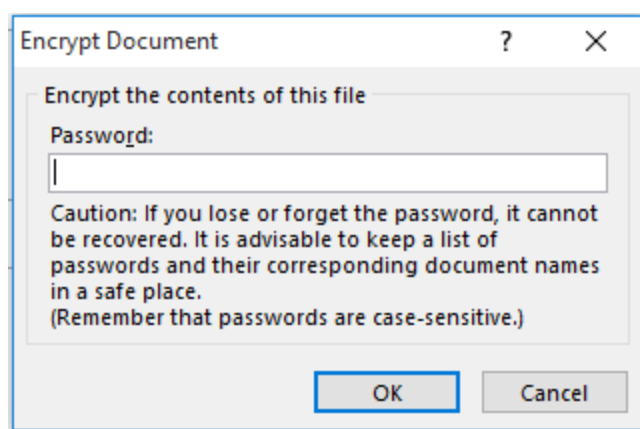 Encrypt Document
Encrypt the contents of this file
Password:
Caution: If you lose or forget the password, it cannot
be recovered. It is advisable to keep a list of
passwords and their corresponding document names
in a safe place.
(Remember that passwords are case-sensitive.)
OK Cancel